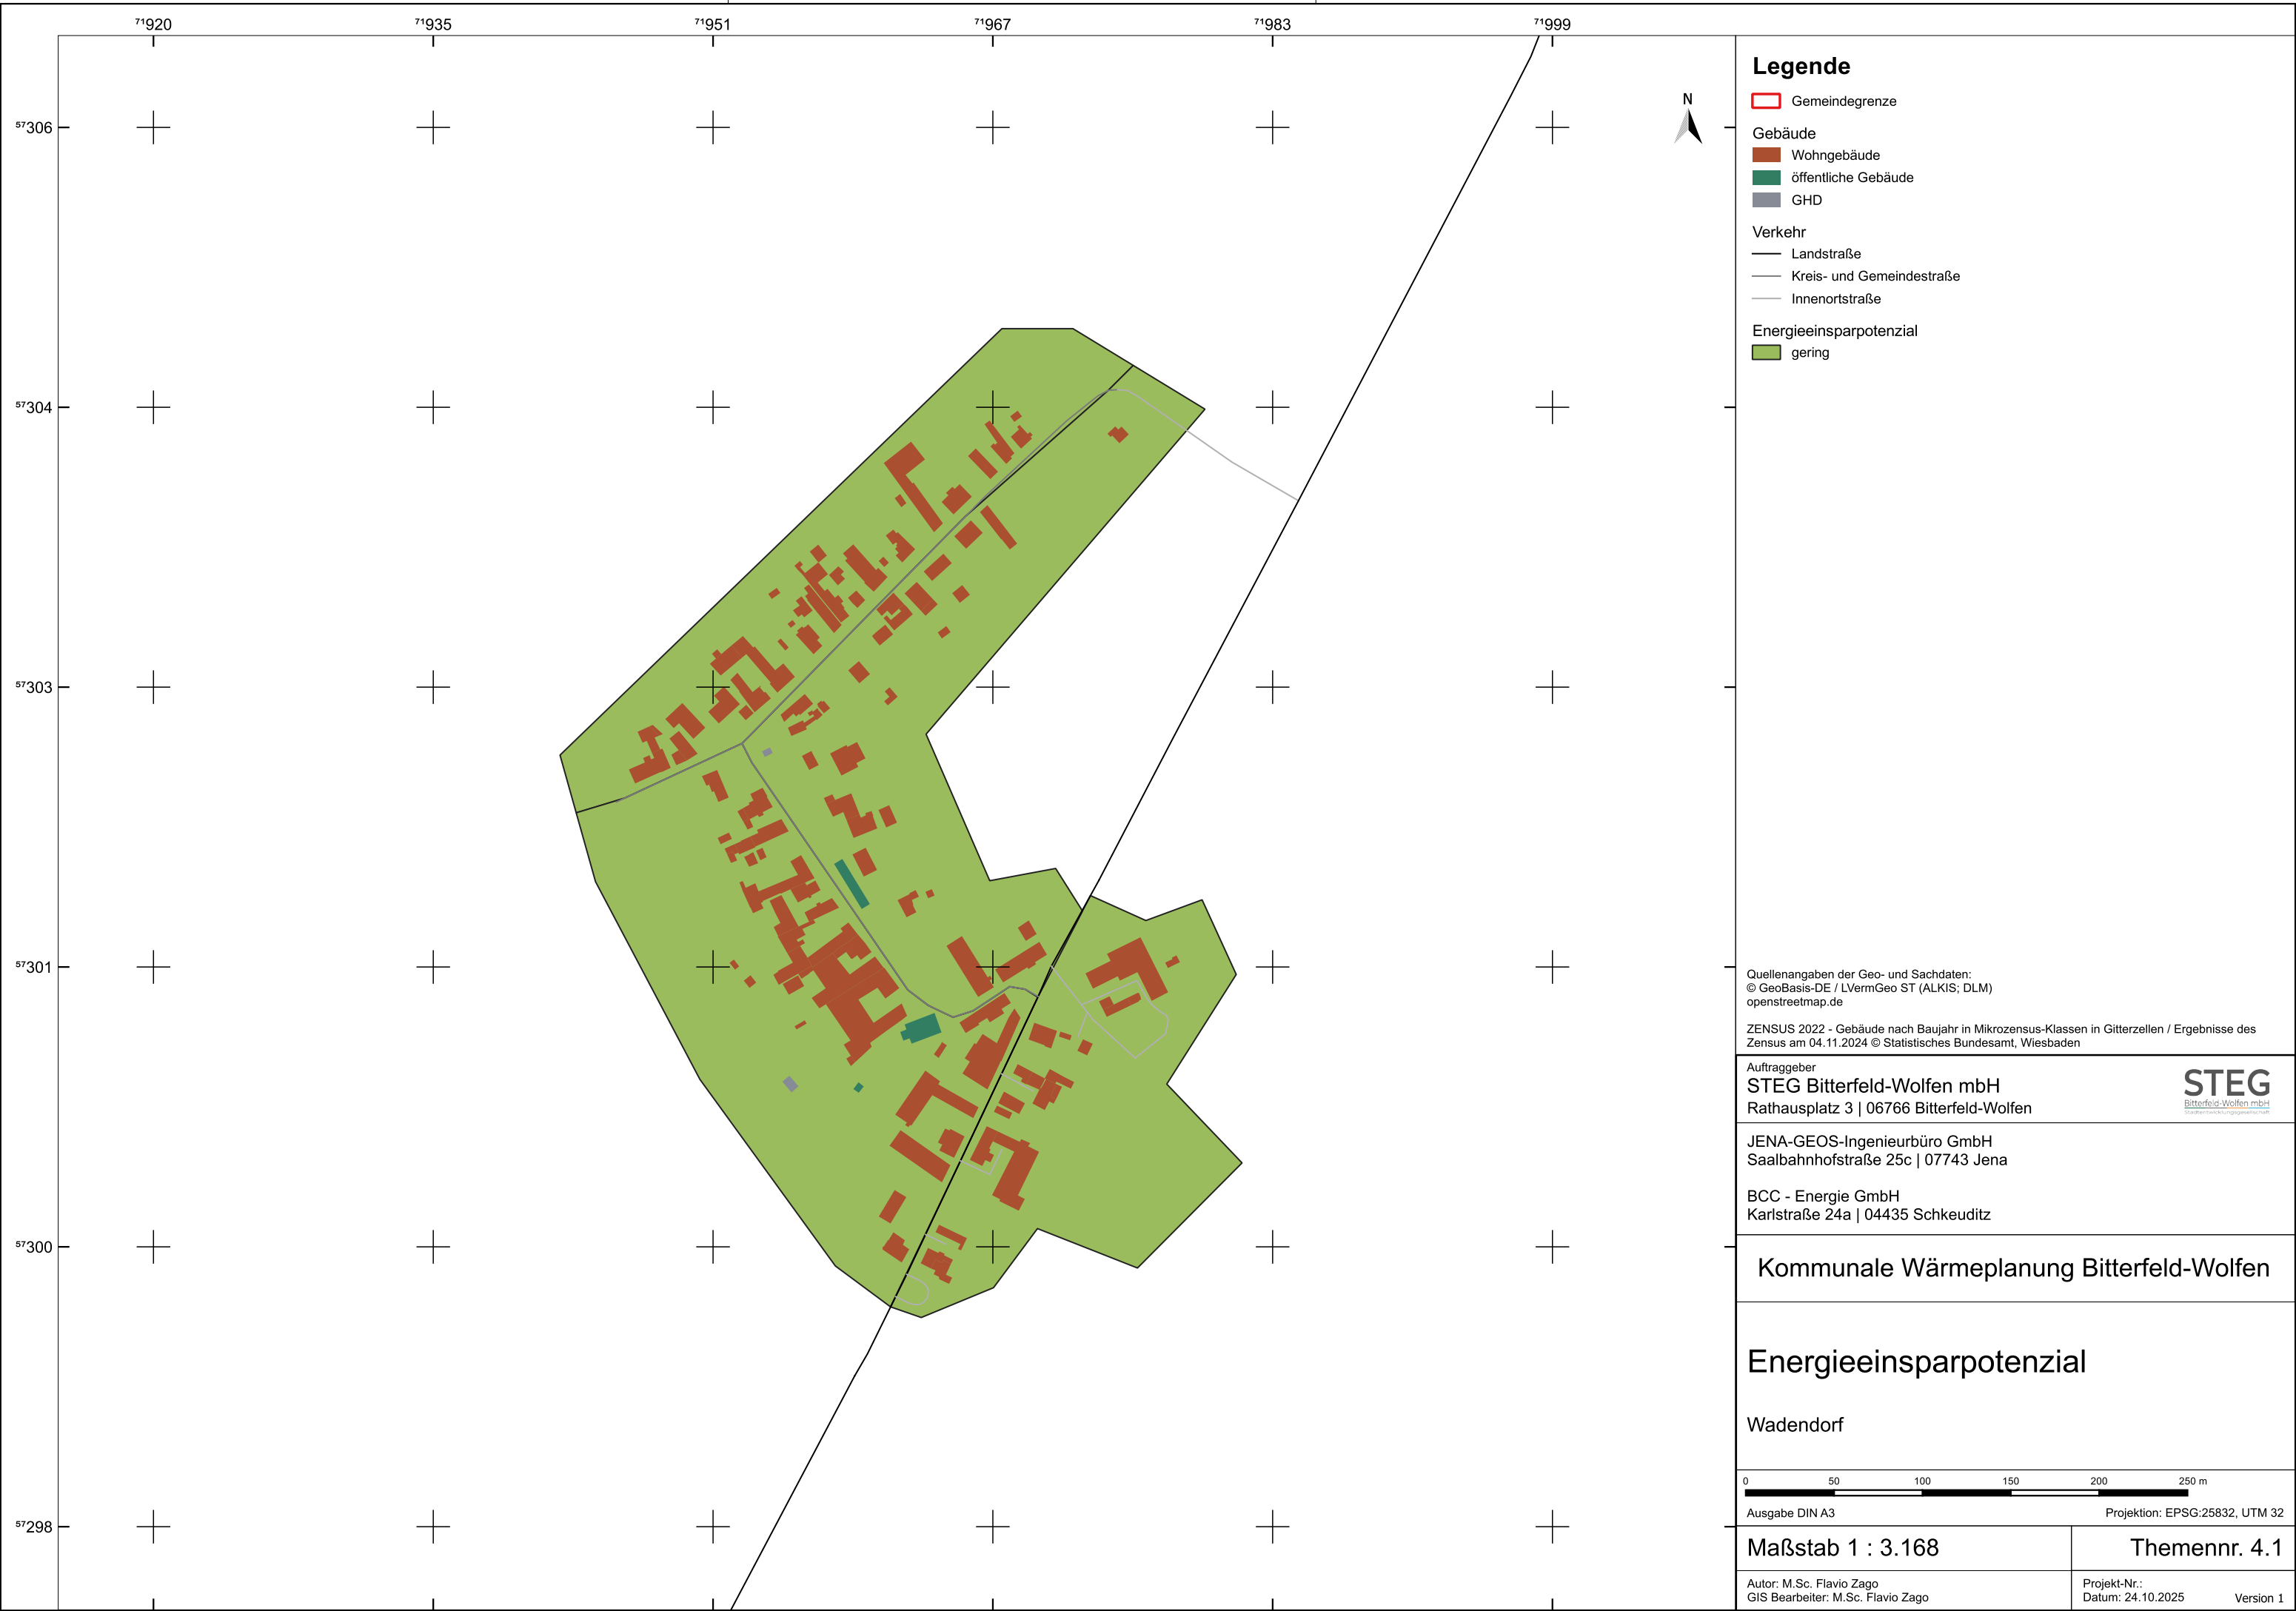 ⁷¹920 ⁷¹935 ⁷¹951 ⁷¹967 ⁷¹983 ⁷¹999
⁵⁷306
⁵⁷304
⁵⁷303
⁵⁷301
⁵⁷300
⁵⁷298
N
Legende
Gemeindegrenze
Gebäude
Wohngebäude
öffentliche Gebäude
GHD
Verkehr
Landstraße
Kreis- und Gemeindestraße
Innenortstraße
Energieeinsparpotenzial
gering
Quellenangaben der Geo- und Sachdaten:
© GeoBasis-DE / LVermGeo ST (ALKIS; DLM)
openstreetmap.de
ZENSUS 2022 - Gebäude nach Baujahr in Mikrozensus-Klassen in Gitterzellen / Ergebnisse des
Zensus am 04.11.2024 © Statistisches Bundesamt, Wiesbaden
Auftraggeber
STEG Bitterfeld-Wolfen mbH
Rathausplatz 3 | 06766 Bitterfeld-Wolfen
STEG
Bitterfeld-Wolfen mbH
Stadtentwicklungsgesellschaft
JENA-GEOS-Ingenieurbüro GmbH
Saalbahnhofstraße 25c | 07743 Jena
BCC - Energie GmbH
Karlstraße 24a | 04435 Schkeuditz
Kommunale Wärmeplanung Bitterfeld-Wolfen
Energieeinsparpotenzial
Wadendorf
0 50 100 150 200 250 m
Ausgabe DIN A3 Projektion: EPSG:25832, UTM 32
Maßstab 1 : 3.168 Themennr. 4.1
Autor: M.Sc. Flavio Zago
GIS Bearbeiter: M.Sc. Flavio Zago
Projekt-Nr.:
Datum: 24.10.2025 Version 1